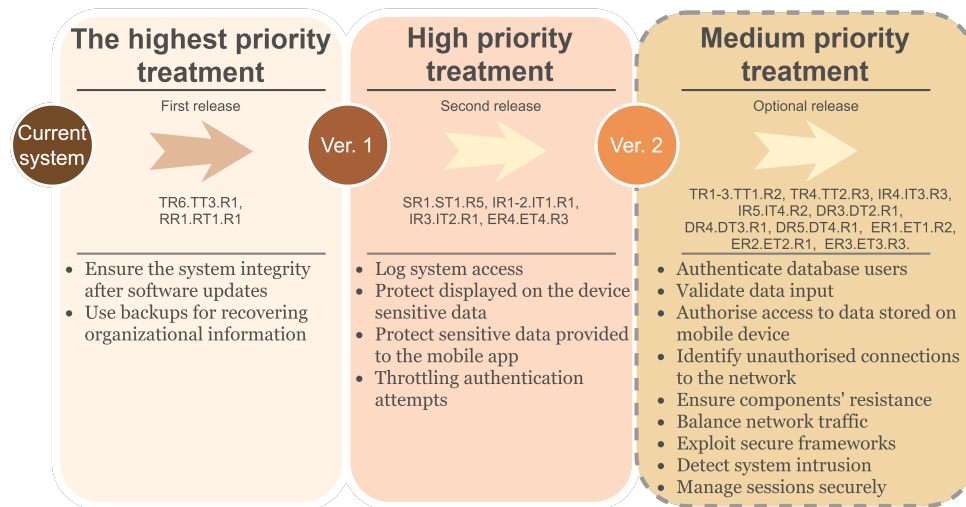 The highest priority
treatment
First release
Current
system
TR6.TT3.R1,
RR1.RT1.R1
• Ensure the system integrity
after software updates
• Use backups for recovering
organizational information
High priority
treatment
Second release
Ver. 1
SR1.ST1.R5, IR1-2.IT1.R1,
IR3.IT2.R1, ER4.ET4.R3
• Log system access
• Protect displayed on the device
sensitive data
• Protect sensitive data provided
to the mobile app
• Throttling authentication
attempts
Medium priority
treatment
Optional release
Ver. 2
TR1-3.TT1.R2, TR4.TT2.R3, IR4.IT3.R3,
IR5.IT4.R2, DR3.DT2.R1,
DR4.DT3.R1, DR5.DT4.R1, ER1.ET1.R2,
ER2.ET2.R1, ER3.ET3.R3.
• Authenticate database users
• Validate data input
• Authorise access to data stored on
mobile device
• Identify unauthorised connections
to the network
• Ensure components' resistance
• Balance network traffic
• Exploit secure frameworks
• Detect system intrusion
• Manage sessions securely